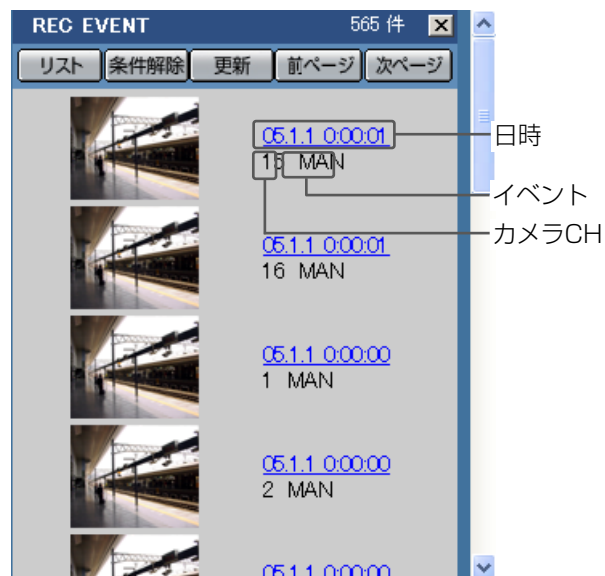 REC EVENT 565 件
リスト 条件解除 更新 前ページ 次ページ
05.1.1 0:00:01
日時
15 MAN
イベント
カメラCH
05.1.1 0:00:01
16 MAN
05.1.1 0:00:00
1 MAN
05.1.1 0:00:00
2 MAN
05.1.1 0:00:00